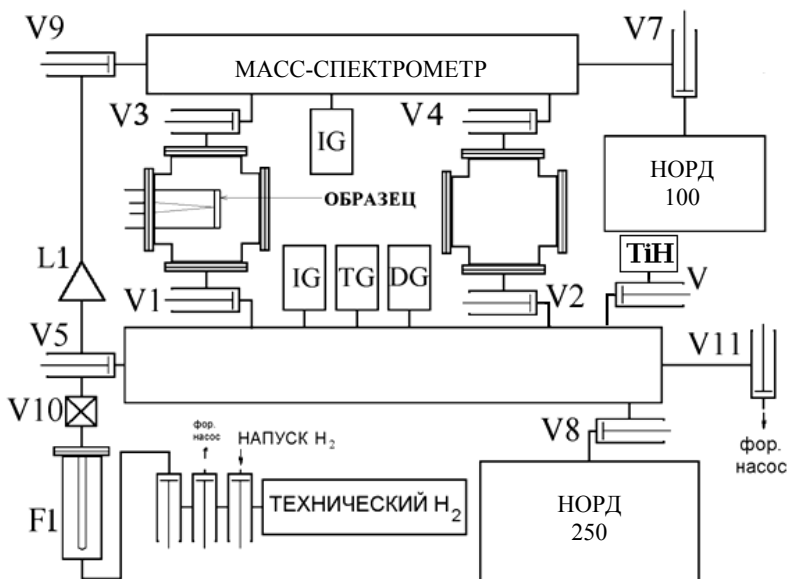 V9
V7
МАСС-СПЕКТРОМЕТР
V3
IG
V4
НОРД
100
ОБРАЗЕЦ
TiH
L1
V1
IG
TG
DG
V2
V
V5
V11
V10
V8
фор.
насос
f
НАПУСК H2
фор.
насос
F1
ТЕХНИЧЕСКИЙ H2
НОРД
250